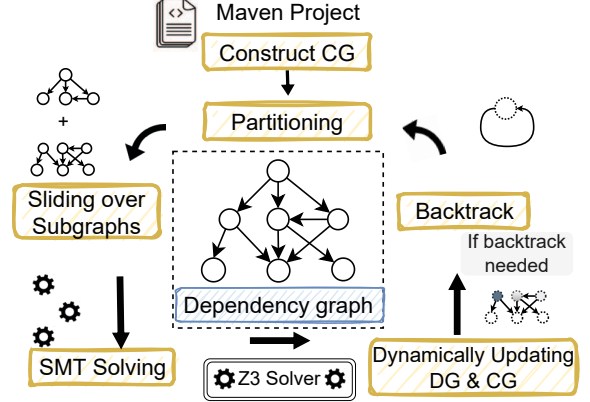 Maven Project
Construct CG
Partitioning
+
Sliding over
Subgraphs
Backtrack
If backtrack
needed
Dependency graph
SMT Solving
Z3 Solver
Dynamically Updating
DG & CG